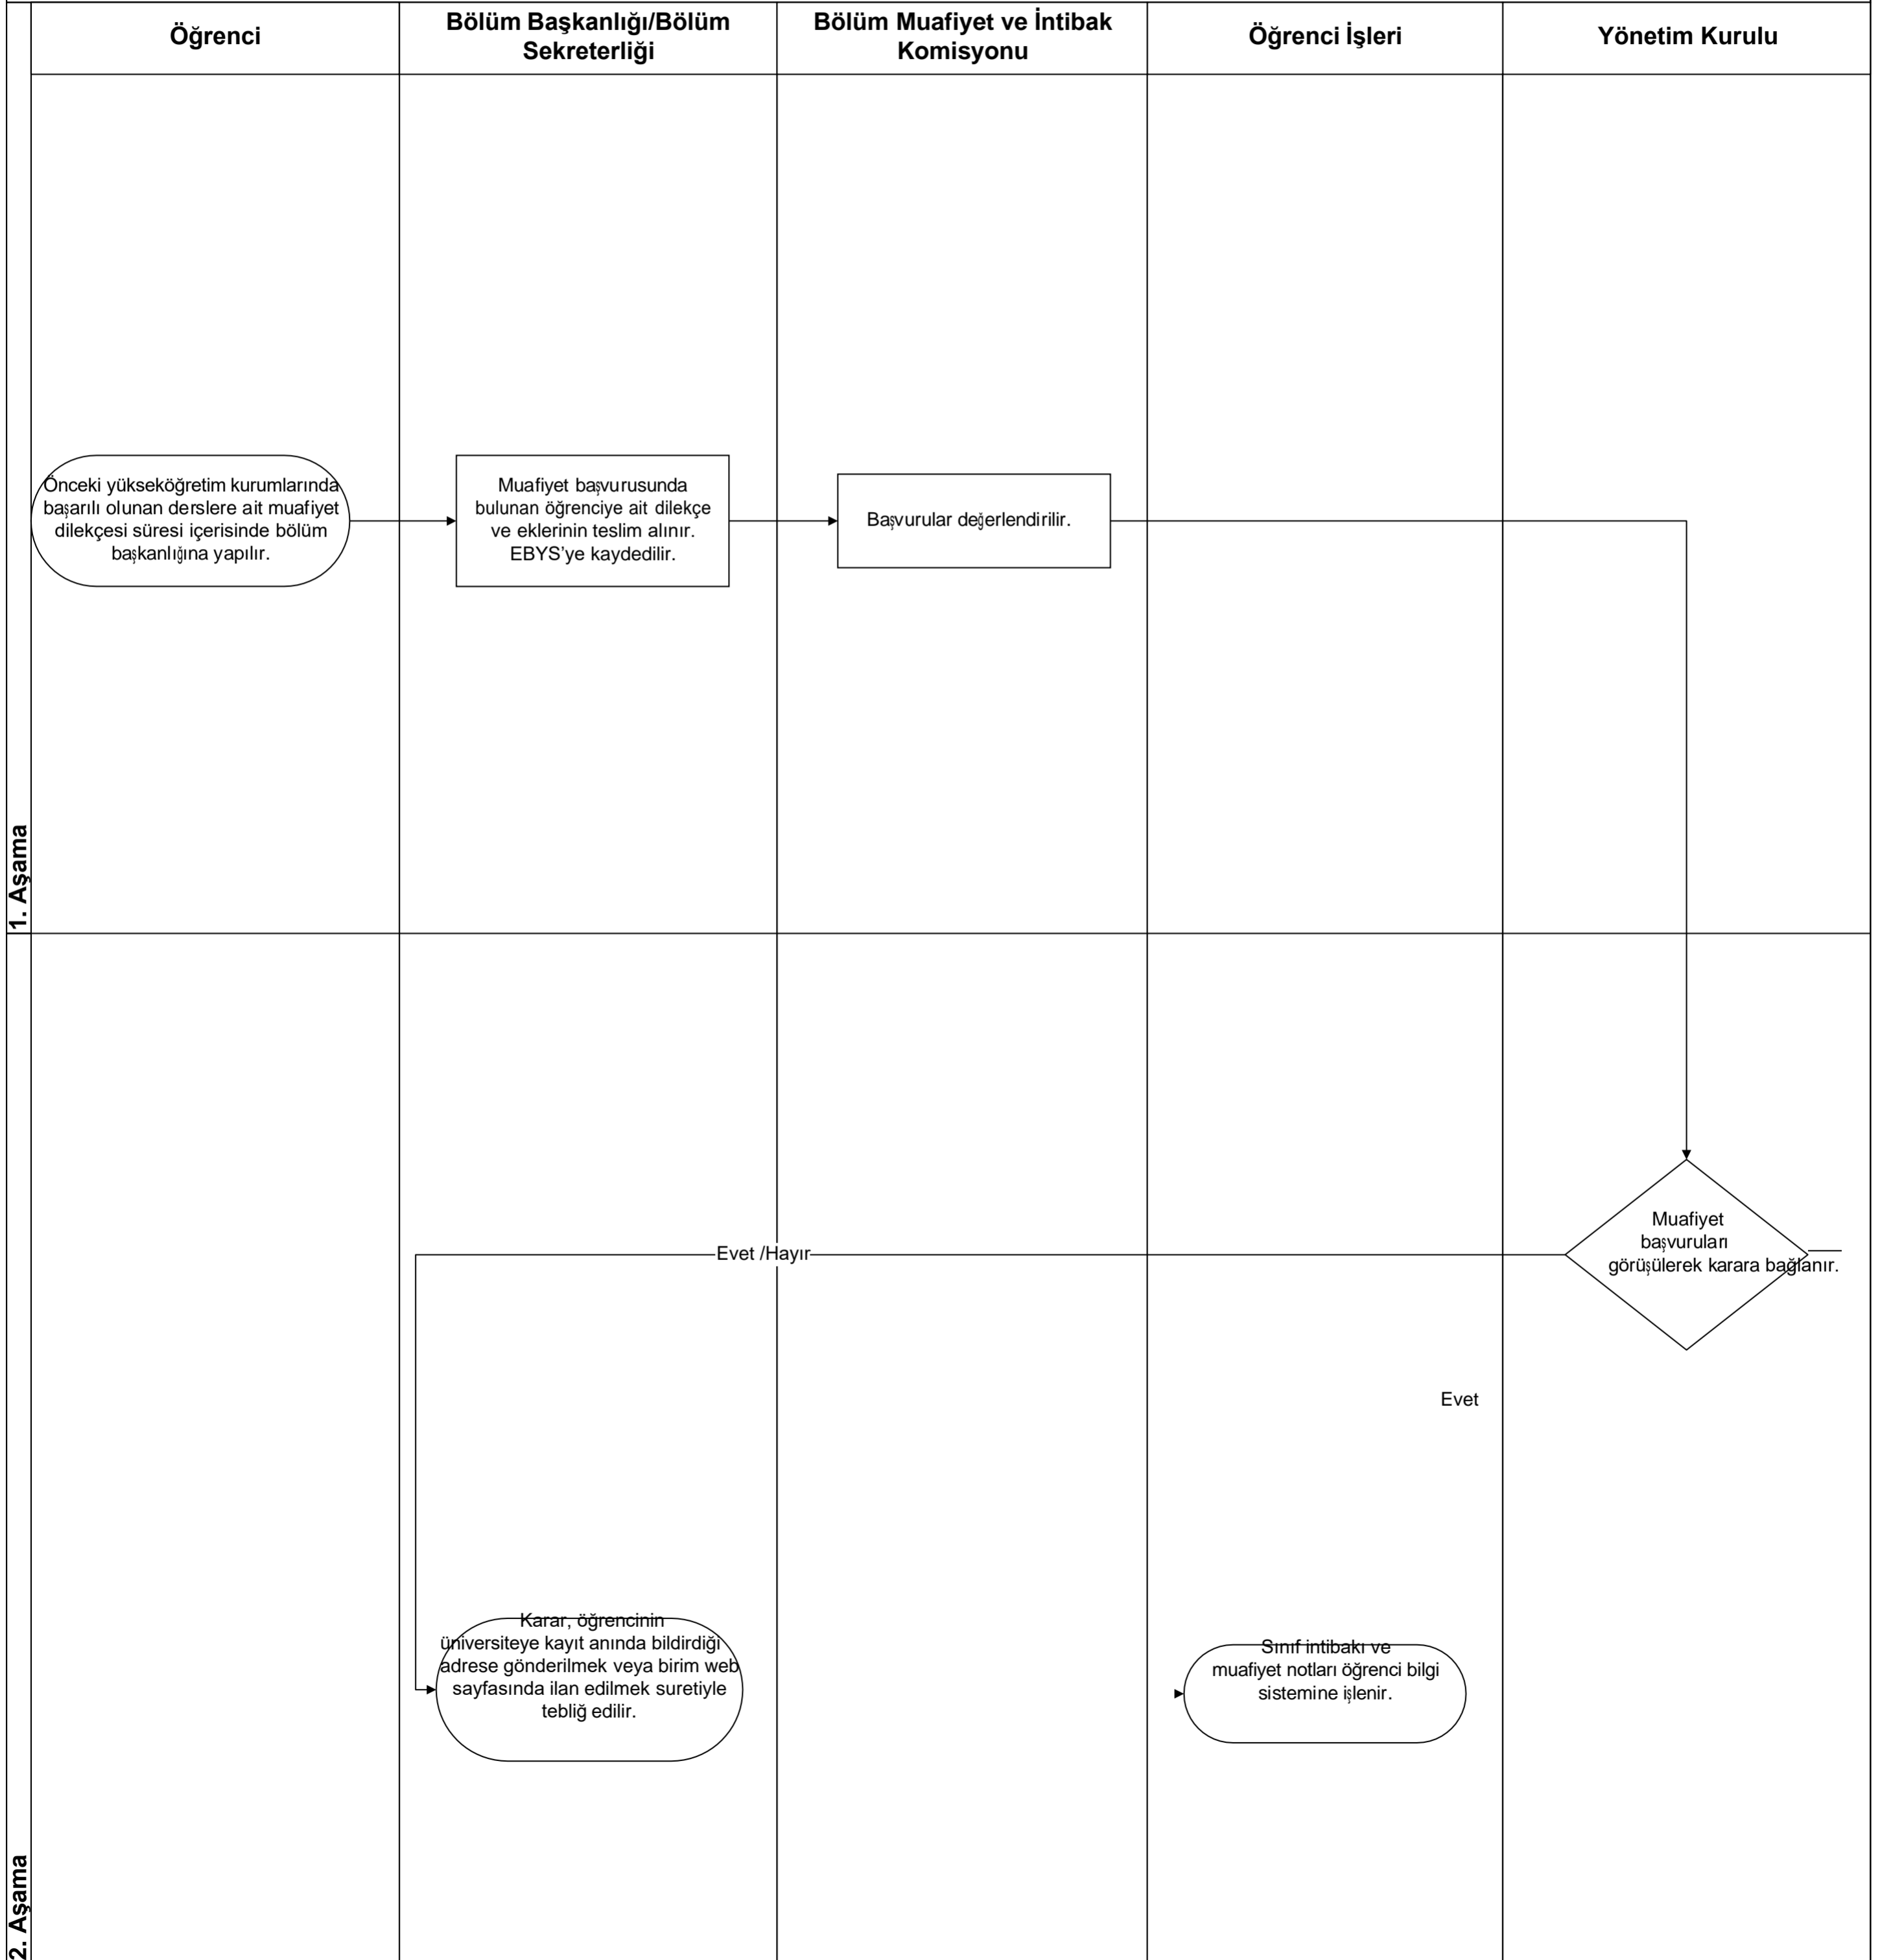 Öğrenci
Bölüm Başkanlığı/Bölüm
Sekreterliği
Bölüm Muafiyet ve İntibak
Komisyonu
Öğrenci İşleri
Yönetim Kurulu
1. Aşama
Önceki yükseköğretim kurumlarında
başarılı olunan derslere ait muafiyet
dilekçesi süresi içerisinde bölüm
başkanlığına yapılır.
Muafiyet başvurusunda
bulunan öğrenciye ait dilekçe
ve eklerinin teslim alınır.
EBYS’ye kaydedilir.
Başvurular değerlendirilir.
2. Aşama
Muafiyet
başvuruları
görüşülerek karara bağlanır.
Evet /Hayır
Evet
Karar, öğrencinin
üniversiteye kayıt anında bildirdiği
adrese gönderilmek veya birim web
sayfasında ilan edilmek suretiyle
tebliğ edilir.
Sınıf intibakı ve
muafiyet notları öğrenci bilgi
sistemine işlenir.